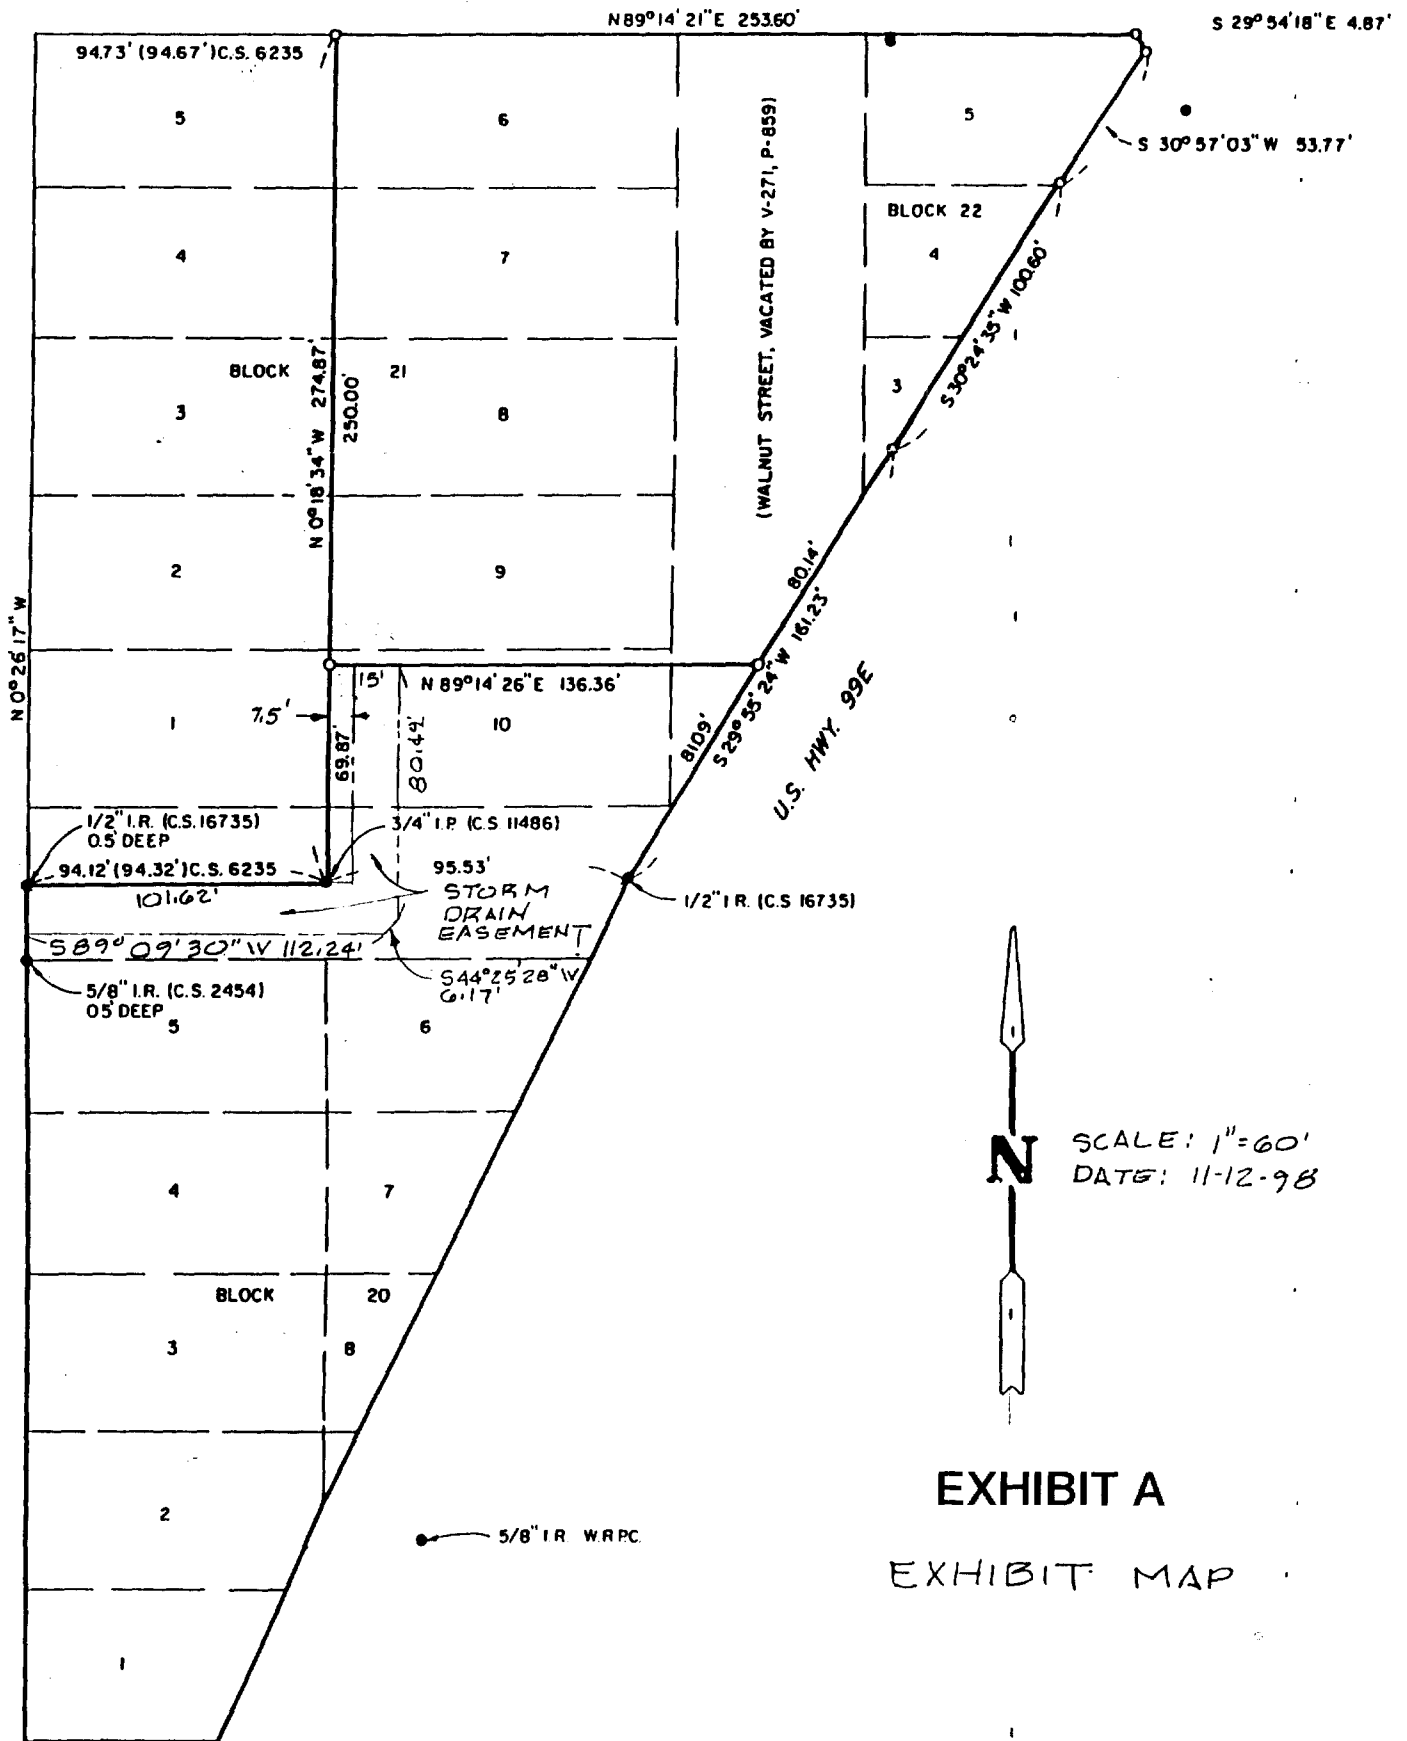 N89°14'21"E 253.60'
S 29°54'18"E 4.87'
94.73' (94.67')C.S. 6235
5
6
5
S 30°57'03"W 53.77'
(WALNUT STREET, VACATED BY V-271, P-859)
BLOCK 22
4
7
4
S30°24'35"W 100.60'
BLOCK 21
N 0°18'34"W 274.87'
250.00'
3
8
3
2
9
80.14'
S 29°55'24"W 161.23'
N 0°26'17"W
15'
N 89°14'26"E 136.36'
7.5'
1
10
69.87'
80.49'
81.09'
U.S. HWY. 99E
1/2" I.R. (C.S. 16735)
0.5' DEEP
3/4" I.P. (C.S. 11486)
94.12'(94.32')C.S. 6235
95.53'
101.62'
STORM
DRAIN
EASEMENT
1/2" I.R. (C.S 16735)
S89°09'30"W 112.24'
S44°25'28"W
6.17'
5/8" I.R. (C.S. 2454)
0.5' DEEP
5
6
N
SCALE: 1"=60'
DATE: 11-12-98
4
7
BLOCK 20
3
8
EXHIBIT A
2
5/8" I.R. W.R.P.C.
EXHIBIT MAP
1